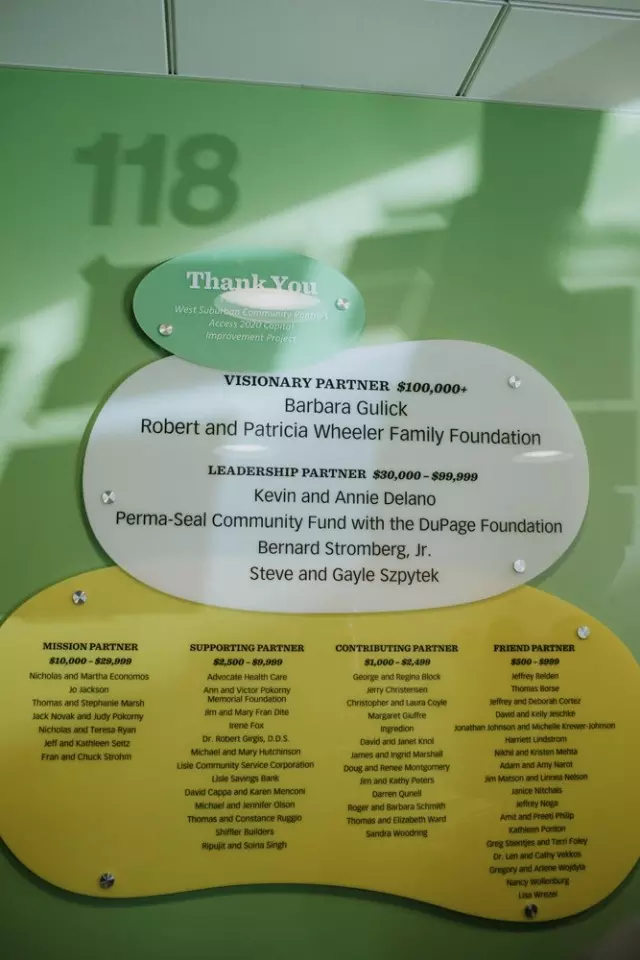 118
Thank You
West Suburban Community Partner's
Access 2020 Capital
Improvement Project
VISIONARY PARTNER $100,000+
Barbara Gulick
Robert and Patricia Wheeler Family Foundation
LEADERSHIP PARTNER $30,000 – $99,999
Kevin and Annie Delano
Perma-Seal Community Fund with the DuPage Foundation
Bernard Stromberg, Jr.
Steve and Gayle Szpytek
MISSION PARTNER
$10,000 – $29,999
Nicholas and Martha Economos
Jo Jackson
Thomas and Stephanie Marsh
Jack Novak and Judy Pokorny
Nicholas and Teresa Ryan
Jeff and Kathleen Seitz
Fran and Chuck Strohm
SUPPORTING PARTNER
$2,500 – $9,999
Advocate Health Care
Ann and Victor Pokorny
Memorial Foundation
Jim and Mary Fran Dite
Irene Fox
Dr. Robert Girgis, D.D.S.
Michael and Mary Hutchinson
Lisle Community Service Corporation
Lisle Savings Bank
David Cappa and Karen Menconi
Michael and Jennifer Olson
Thomas and Constance Ruggio
Shiffler Builders
Ripujit and Soina Singh
CONTRIBUTING PARTNER
$1,000 – $2,499
George and Regina Block
Jerry Christensen
Christopher and Laura Coyle
Margaret Giuffre
Ingredion
David and Janet Knol
James and Ingrid Marshall
Doug and Renee Montgomery
Jim and Kathy Peters
Darren Qunell
Roger and Barbara Schmith
Thomas and Elizabeth Ward
Sandra Woodring
FRIEND PARTNER
$500 – $999
Jeffrey Belden
Thomas Borse
Jeffrey and Deborah Cortez
David and Kelly Jeschke
Jonathan Johnson and Michelle Krewer-Johnson
Harriett Lindstrom
Nikhil and Kristen Mehta
Adam and Amy Narot
Jim Matson and Linnea Nelson
Janice Nitchals
Jeffrey Noga
Amit and Preeti Philip
Kathleen Ponton
Greg Stientjes and Terri Foley
Dr. Len and Cathy Vekkos
Gregory and Arlene Wojdyla
Nancy Wollenburg
Lisa Wrezel